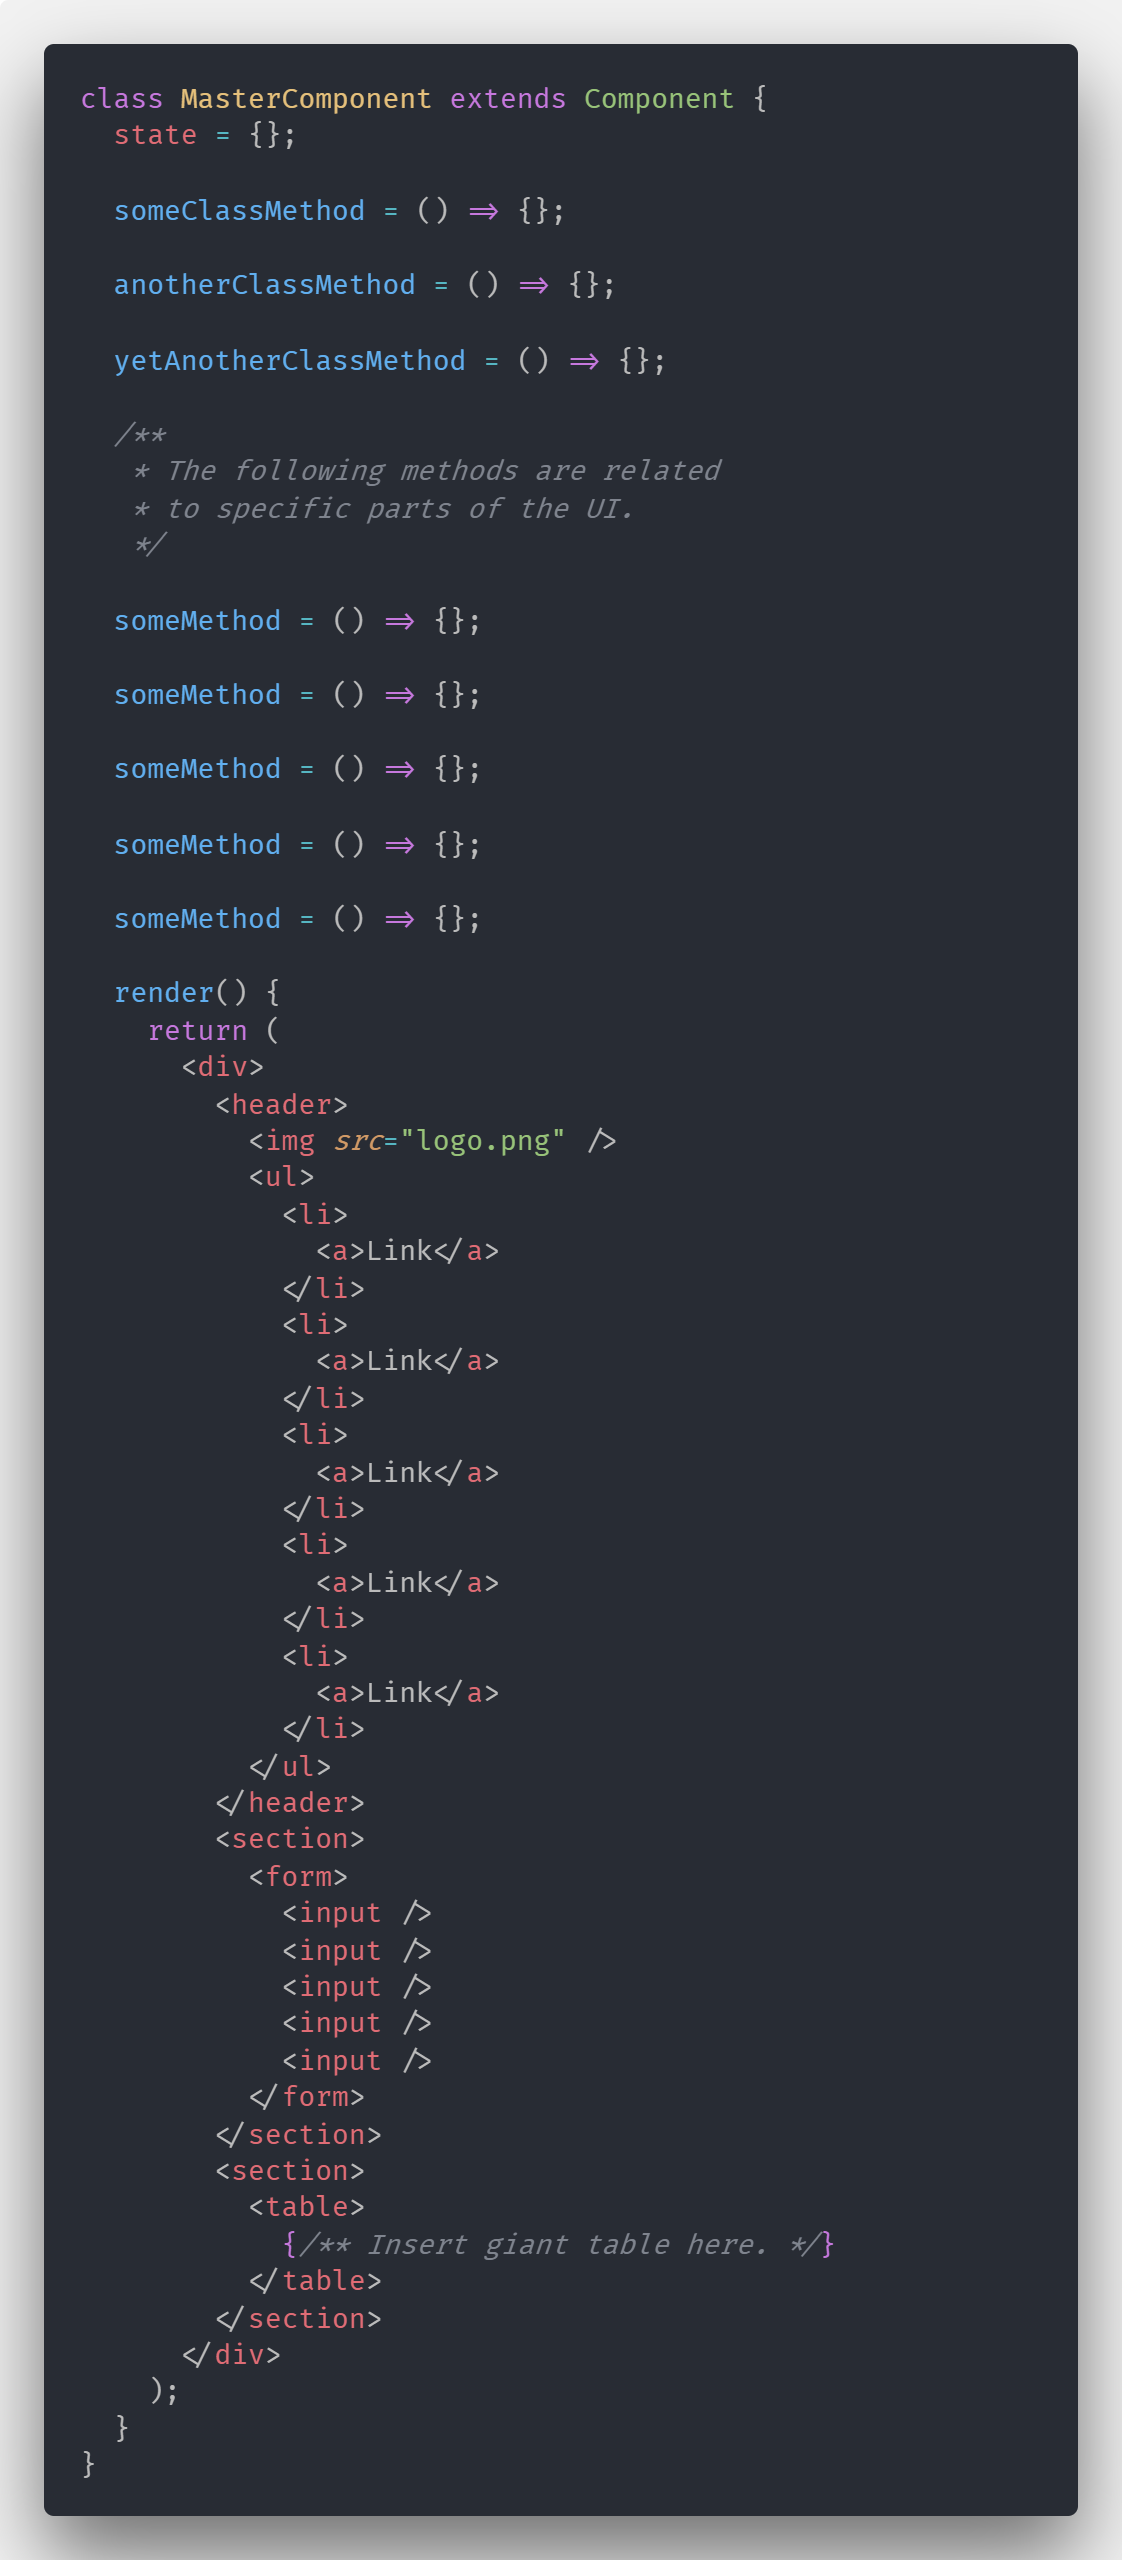 class MasterComponent extends Component {
  state = {};

  someClassMethod = () => {};

  anotherClassMethod = () => {};

  yetAnotherClassMethod = () => {};

  /**
   * The following methods are related
   * to specific parts of the UI.
   */

  someMethod = () => {};

  someMethod = () => {};

  someMethod = () => {};

  someMethod = () => {};

  someMethod = () => {};

  render() {
    return (
      <div>
        <header>
          <img src="logo.png" />
          <ul>
            <li>
              <a>Link</a>
            </li>
            <li>
              <a>Link</a>
            </li>
            <li>
              <a>Link</a>
            </li>
            <li>
              <a>Link</a>
            </li>
            <li>
              <a>Link</a>
            </li>
          </ul>
        </header>
        <section>
          <form>
            <input />
            <input />
            <input />
            <input />
            <input />
          </form>
        </section>
        <section>
          <table>
            {/** Insert giant table here. */}
          </table>
        </section>
      </div>
    );
  }
}